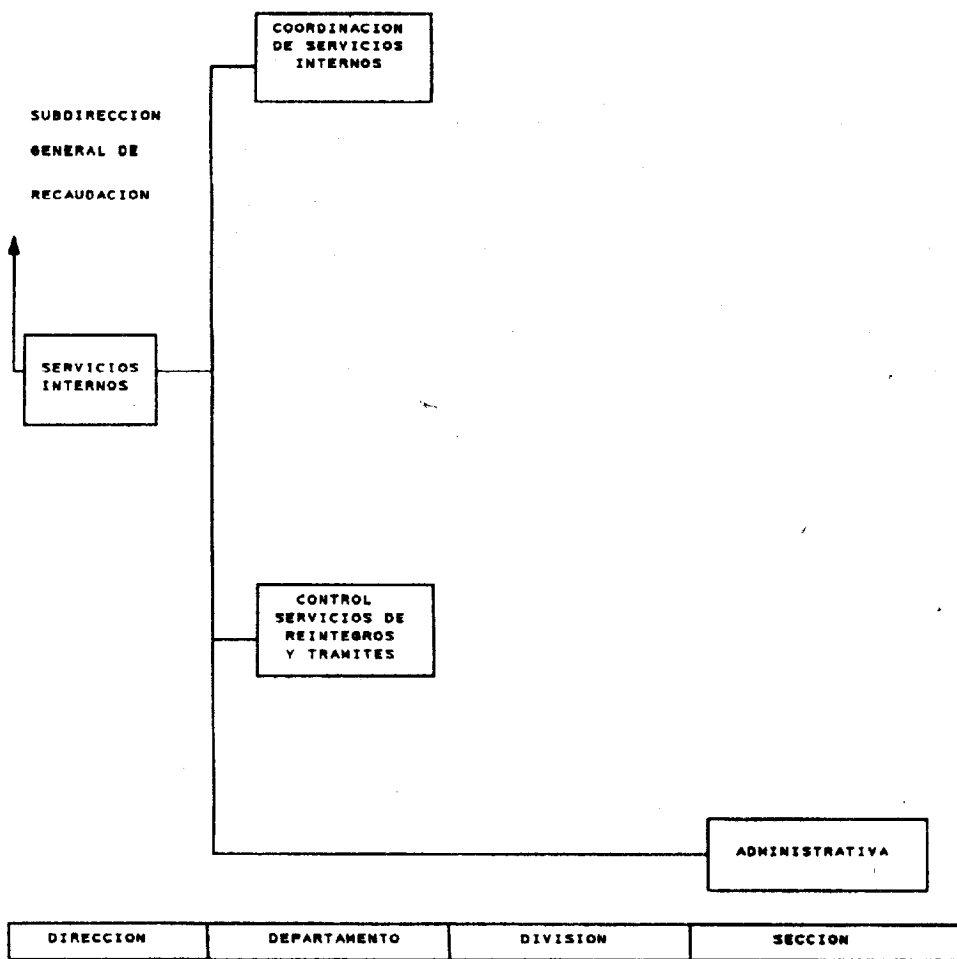 COORDINACION
DE SERVICIOS
INTERNOS
SUBDIRECCION
GENERAL DE
RECAUDACION
SERVICIOS
INTERNOS
CONTROL
SERVICIOS DE
REINTEGROS
Y TRAMITES
ADMINISTRATIVA
DIRECCION DEPARTAMENTO DIVISION SECCION